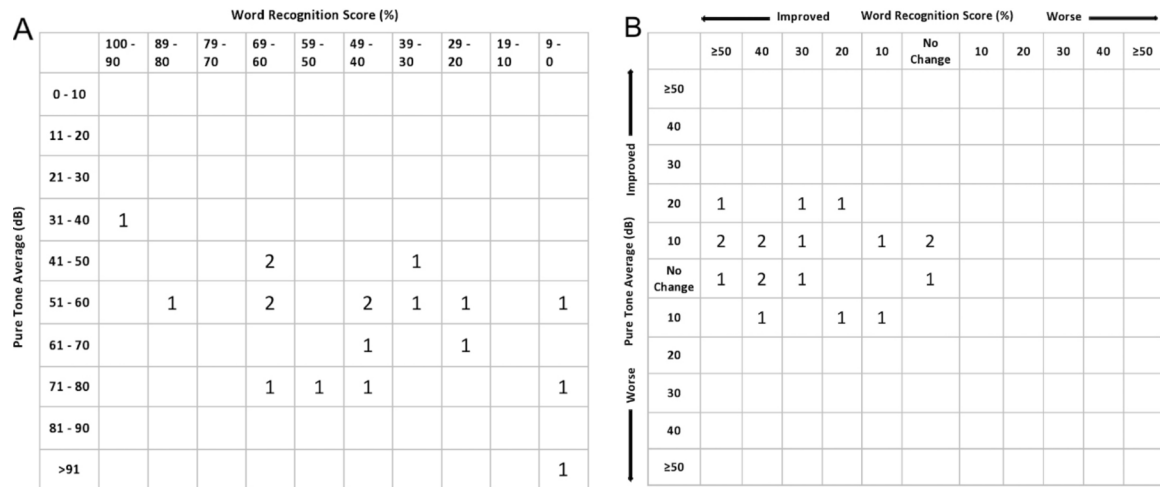 A
Word Recognition Score (%)
100 - 90 89 - 80 79 - 70 69 - 60 59 - 50 49 - 40 39 - 30 29 - 20 19 - 10 9 - 0
Pure Tone Average (dB)
0 - 10
11 - 20
21 - 30
31 - 40 1
41 - 50 2 1
51 - 60 1 2 2 1 1 1
61 - 70 1 1
71 - 80 1 1 1 1
81 - 90
>91 1
B
Improved Word Recognition Score (%) Worse
≥50 40 30 20 10 No Change 10 20 30 40 ≥50
Improved
Pure Tone Average (dB)
Worse
≥50
40
30
20 1 1 1
10 2 2 1 1 2
No Change 1 2 1 1
10 1 1 1
20
30
40
≥50